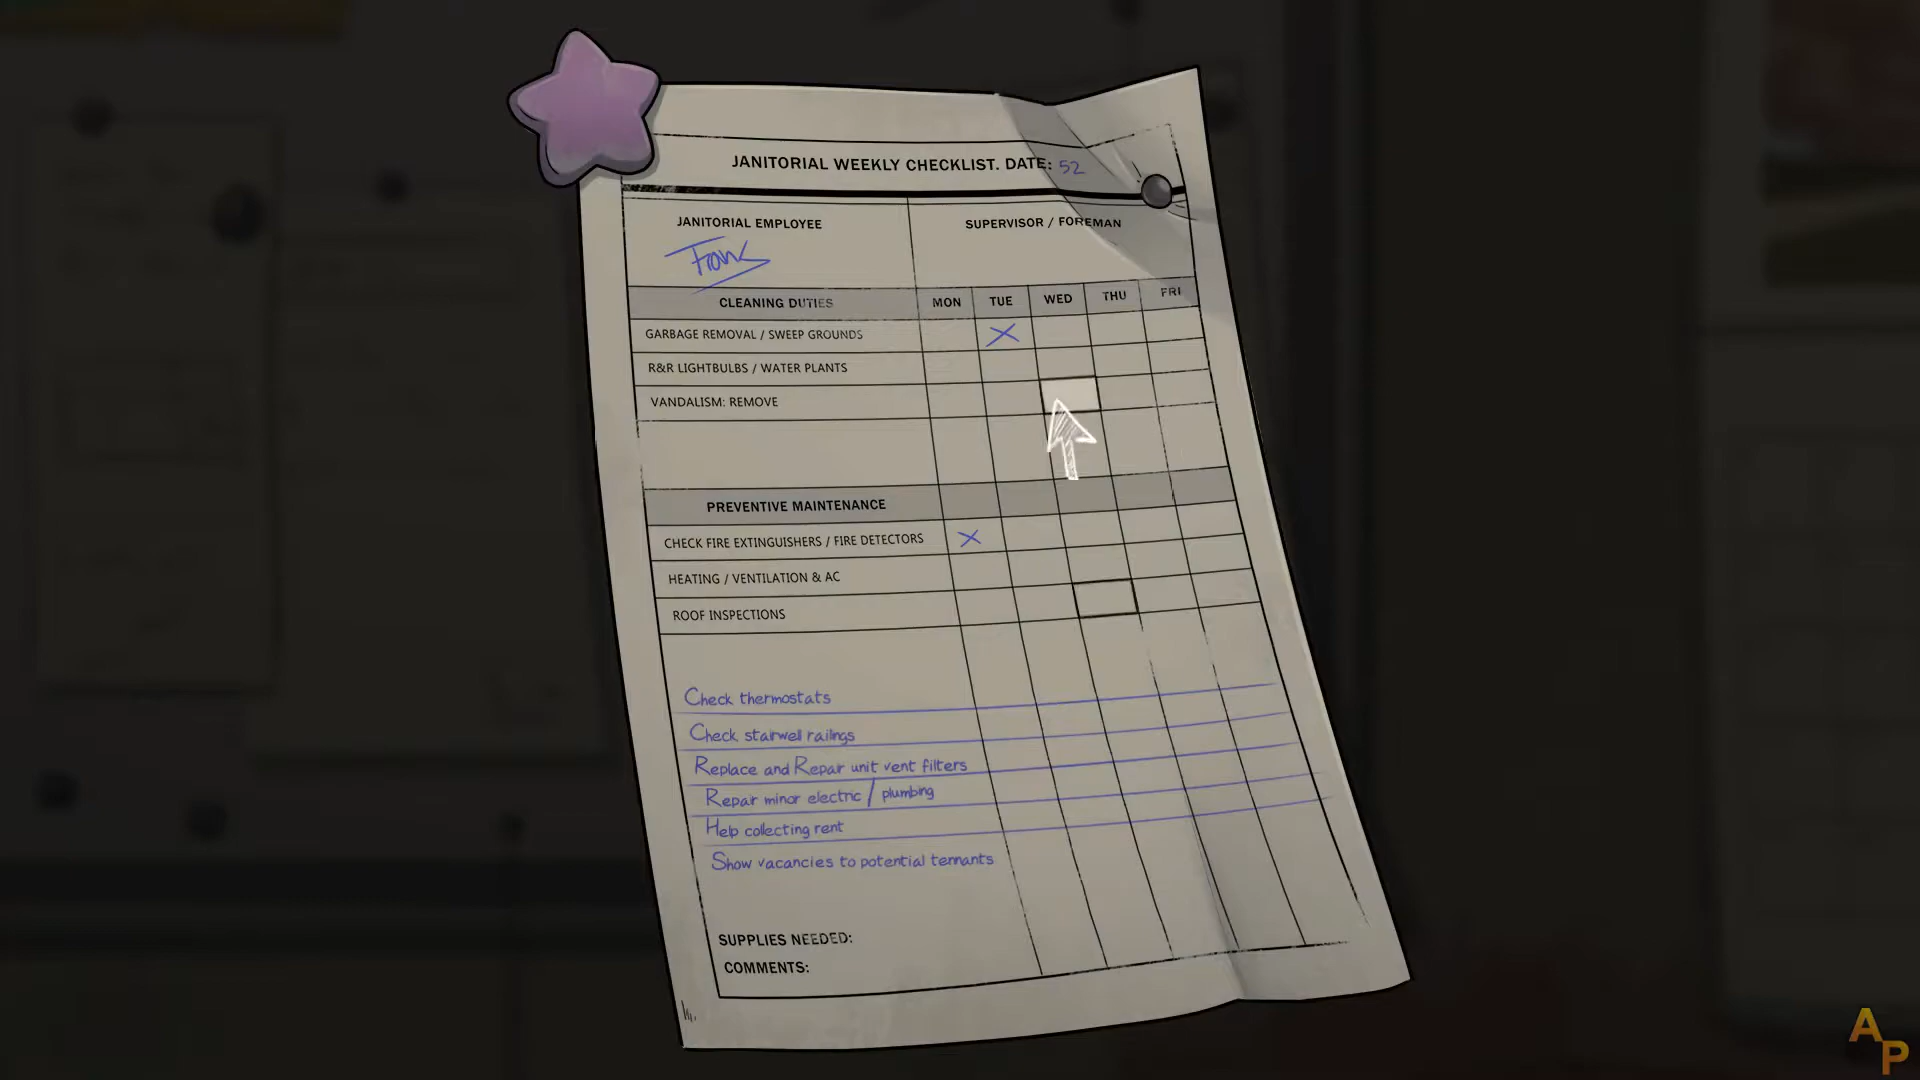 JANITORIAL WEEKLY CHECKLIST. DATE: 52
JANITORIAL EMPLOYEE
SUPERVISOR / FOREMAN
Frank
CLEANING DUTIES MON TUE WED THU FRI
GARBAGE REMOVAL / SWEEP GROUNDS X
R&R LIGHTBULBS / WATER PLANTS
VANDALISM: REMOVE
PREVENTIVE MAINTENANCE
CHECK FIRE EXTINGUISHERS / FIRE DETECTORS X
HEATING / VENTILATION & AC
ROOF INSPECTIONS
Check thermostats
Check stairwell railings
Replace and Repair unit vent filters
Repair minor electric / plumbing
Help collecting rent
Show vacancies to potential tennants
SUPPLIES NEEDED:
COMMENTS:
AP